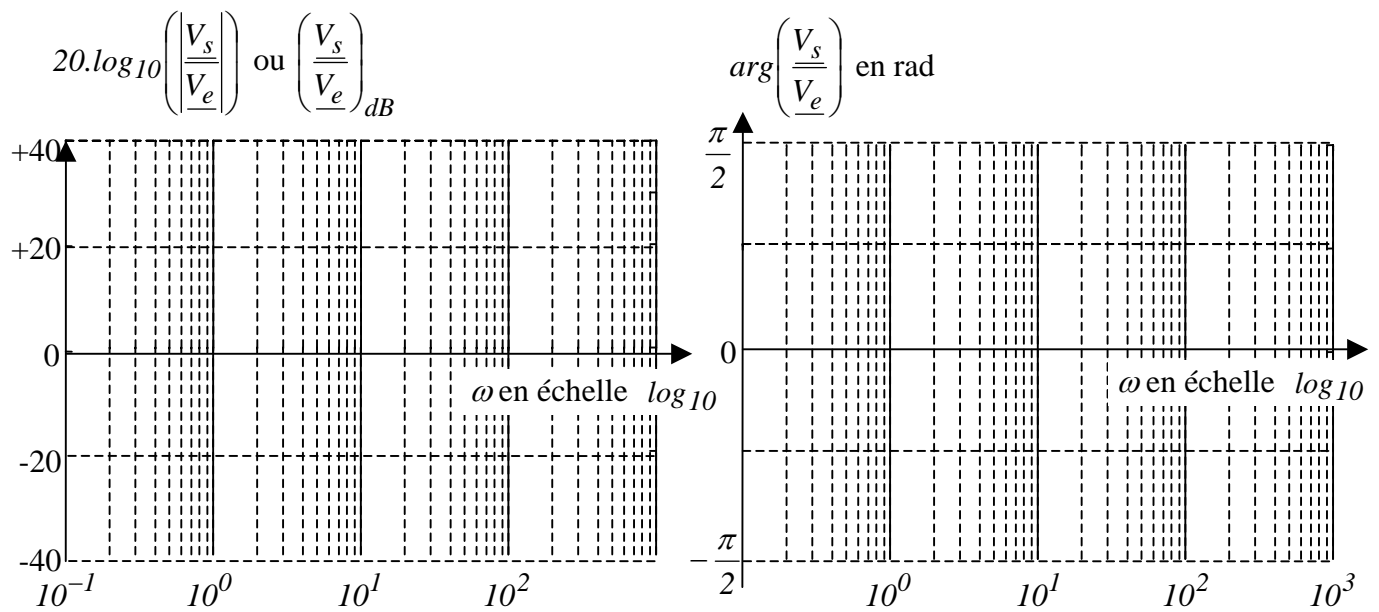 20.log10(|Vs/Ve|) ou (Vs/Ve)dB
arg(Vs/Ve) en rad
+40
+20
0
-20
-40
ω en échelle log10
10^-1 10^0 10^1 10^2
π/2
0
-π/2
ω en échelle log10
10^0 10^1 10^2 10^3